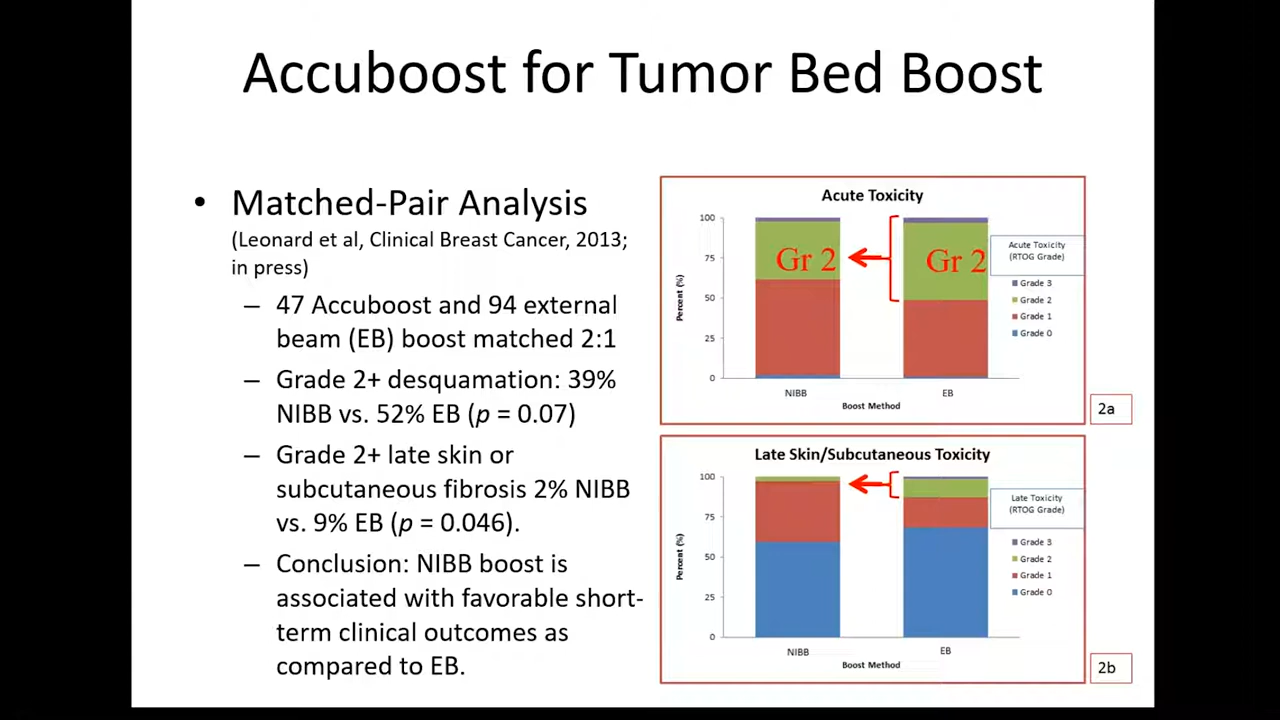 Accuboost for Tumor Bed Boost
• Matched-Pair Analysis
(Leonard et al, Clinical Breast Cancer, 2013;
in press)
– 47 Accuboost and 94 external
beam (EB) boost matched 2:1
– Grade 2+ desquamation: 39%
NIBB vs. 52% EB (p = 0.07)
– Grade 2+ late skin or
subcutaneous fibrosis 2% NIBB
vs. 9% EB (p = 0.046).
– Conclusion: NIBB boost is
associated with favorable short-
term clinical outcomes as
compared to EB.
Acute Toxicity
Percent (%)
100
75
50
25
0
Gr 2
Gr 2
NIBB
EB
Boost Method
Acute Toxicity
(RTOG Grade)
Grade 3
Grade 2
Grade 1
Grade 0
2a
Late Skin/Subcutaneous Toxicity
Percent (%)
100
75
50
25
0
NIBB
EB
Boost Method
Late Toxicity
(RTOG Grade)
Grade 3
Grade 2
Grade 1
Grade 0
2b